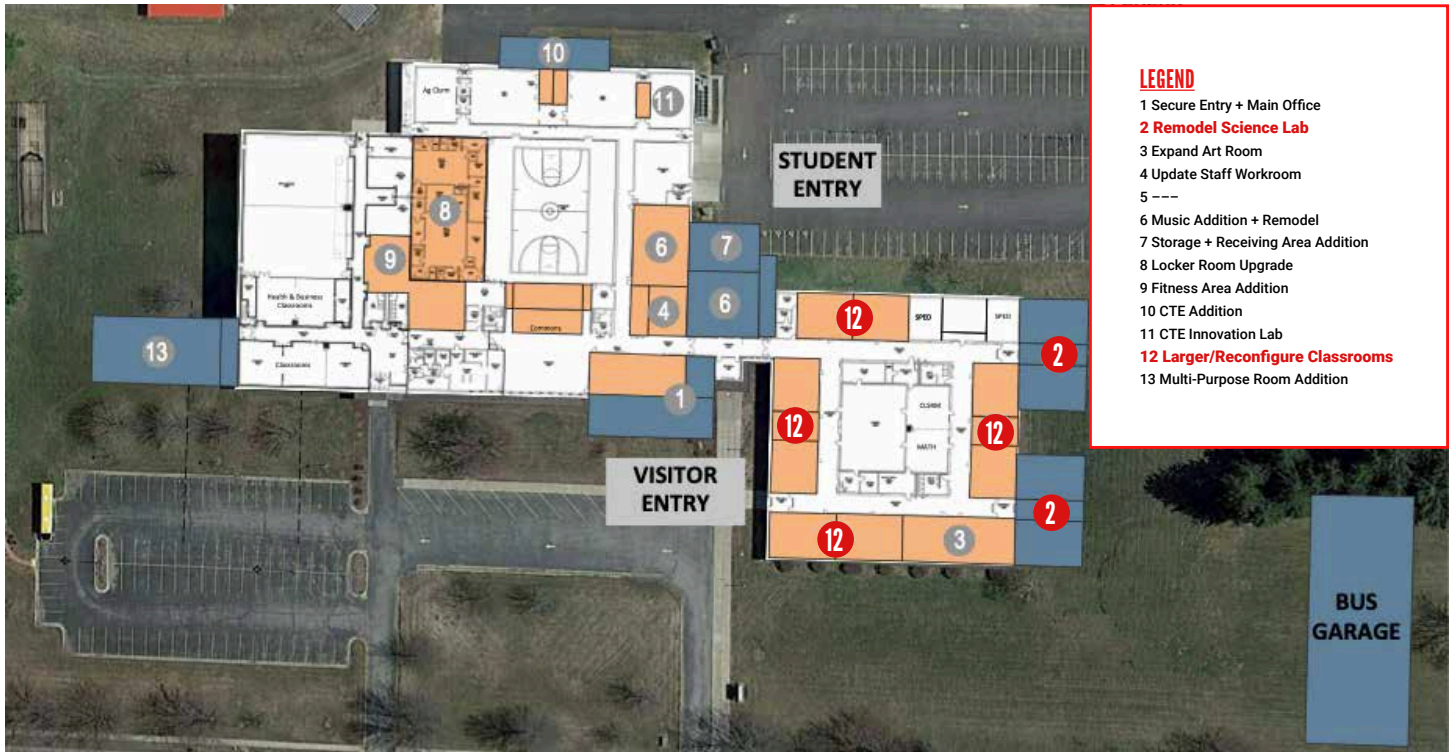 LEGEND
1 Secure Entry + Main Office
2 Remodel Science Lab
3 Expand Art Room
4 Update Staff Workroom
5 ---
6 Music Addition + Remodel
7 Storage + Receiving Area Addition
8 Locker Room Upgrade
9 Fitness Area Addition
10 CTE Addition
11 CTE Innovation Lab
12 Larger/Reconfigure Classrooms
13 Multi-Purpose Room Addition
10
Ag Clsrm
11
STUDENT
ENTRY
8
6
7
9
Health & Business
Classrooms
4
6
Commons
12
SPED
SPED
13
Classrooms
2
1
12
CLSRM
MATH
12
VISITOR
ENTRY
2
12
3
BUS
GARAGE